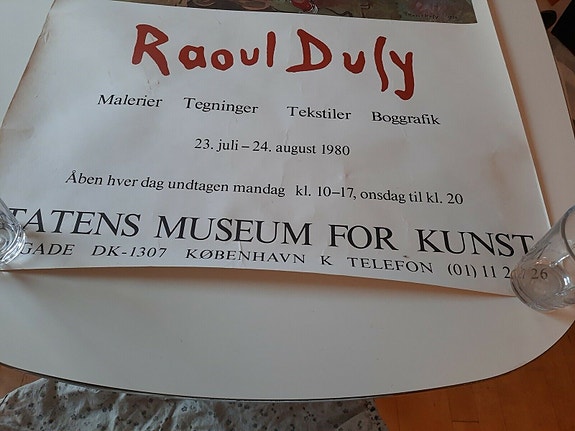 Raoul Dufy
Malerier Tegninger Tekstiler Boggrafik
23. juli – 24. august 1980
Åben hver dag undtagen mandag kl. 10–17, onsdag til kl. 20
TATENS MUSEUM FOR KUNST
GADE DK-1307 KØBENHAVN K TELEFON (01) 11 26